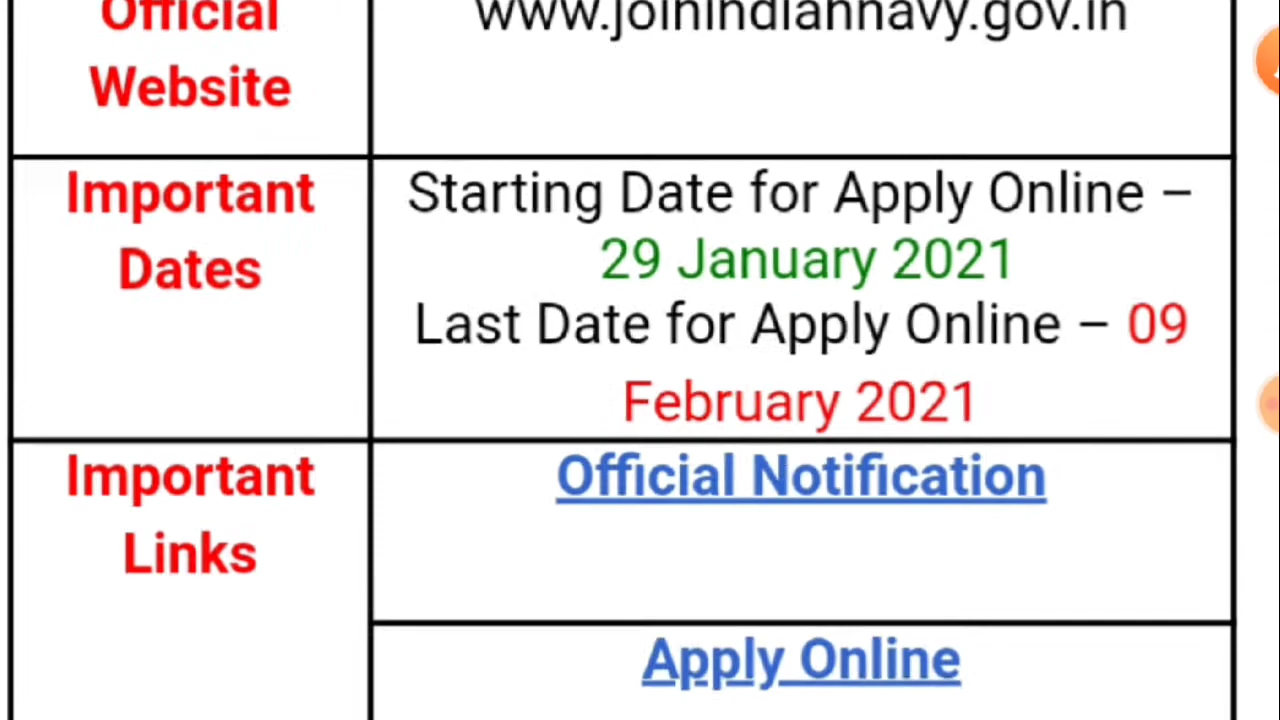 Official
Website
www.joinindiannavy.gov.in
Important
Dates
Starting Date for Apply Online –
29 January 2021
Last Date for Apply Online – 09
February 2021
Important
Links
Official Notification
Apply Online